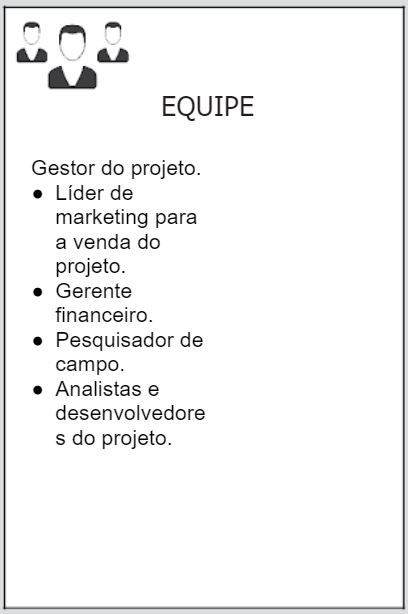 EQUIPE
Gestor do projeto.
● Líder de
marketing para
a venda do
projeto.
● Gerente
financeiro.
● Pesquisador de
campo.
● Analistas e
desenvolvedore
s do projeto.